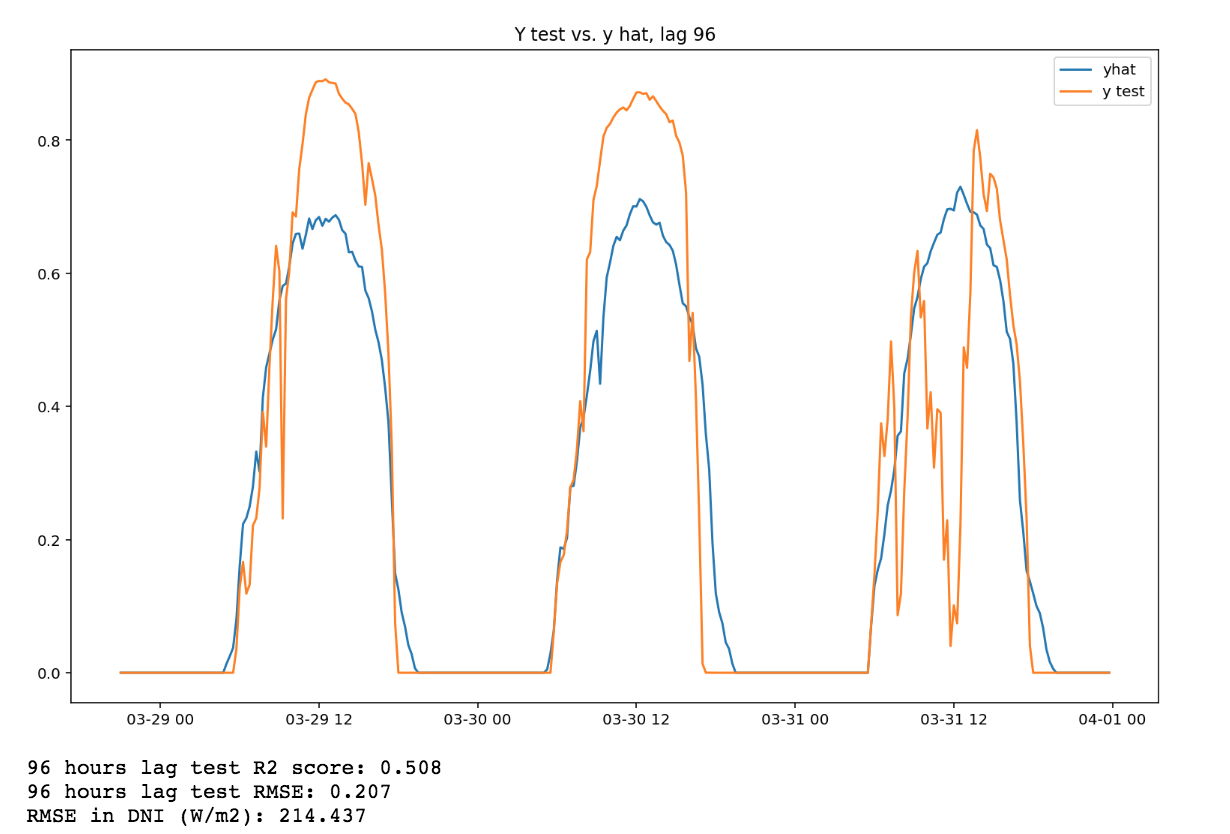 Y test vs. y hat, lag 96
yhat
y test
0.8
0.6
0.4
0.2
0.0
03-29 00 03-29 12 03-30 00 03-30 12 03-31 00 03-31 12 04-01 00
96 hours lag test R2 score: 0.508
96 hours lag test RMSE: 0.207
RMSE in DNI (W/m2): 214.437